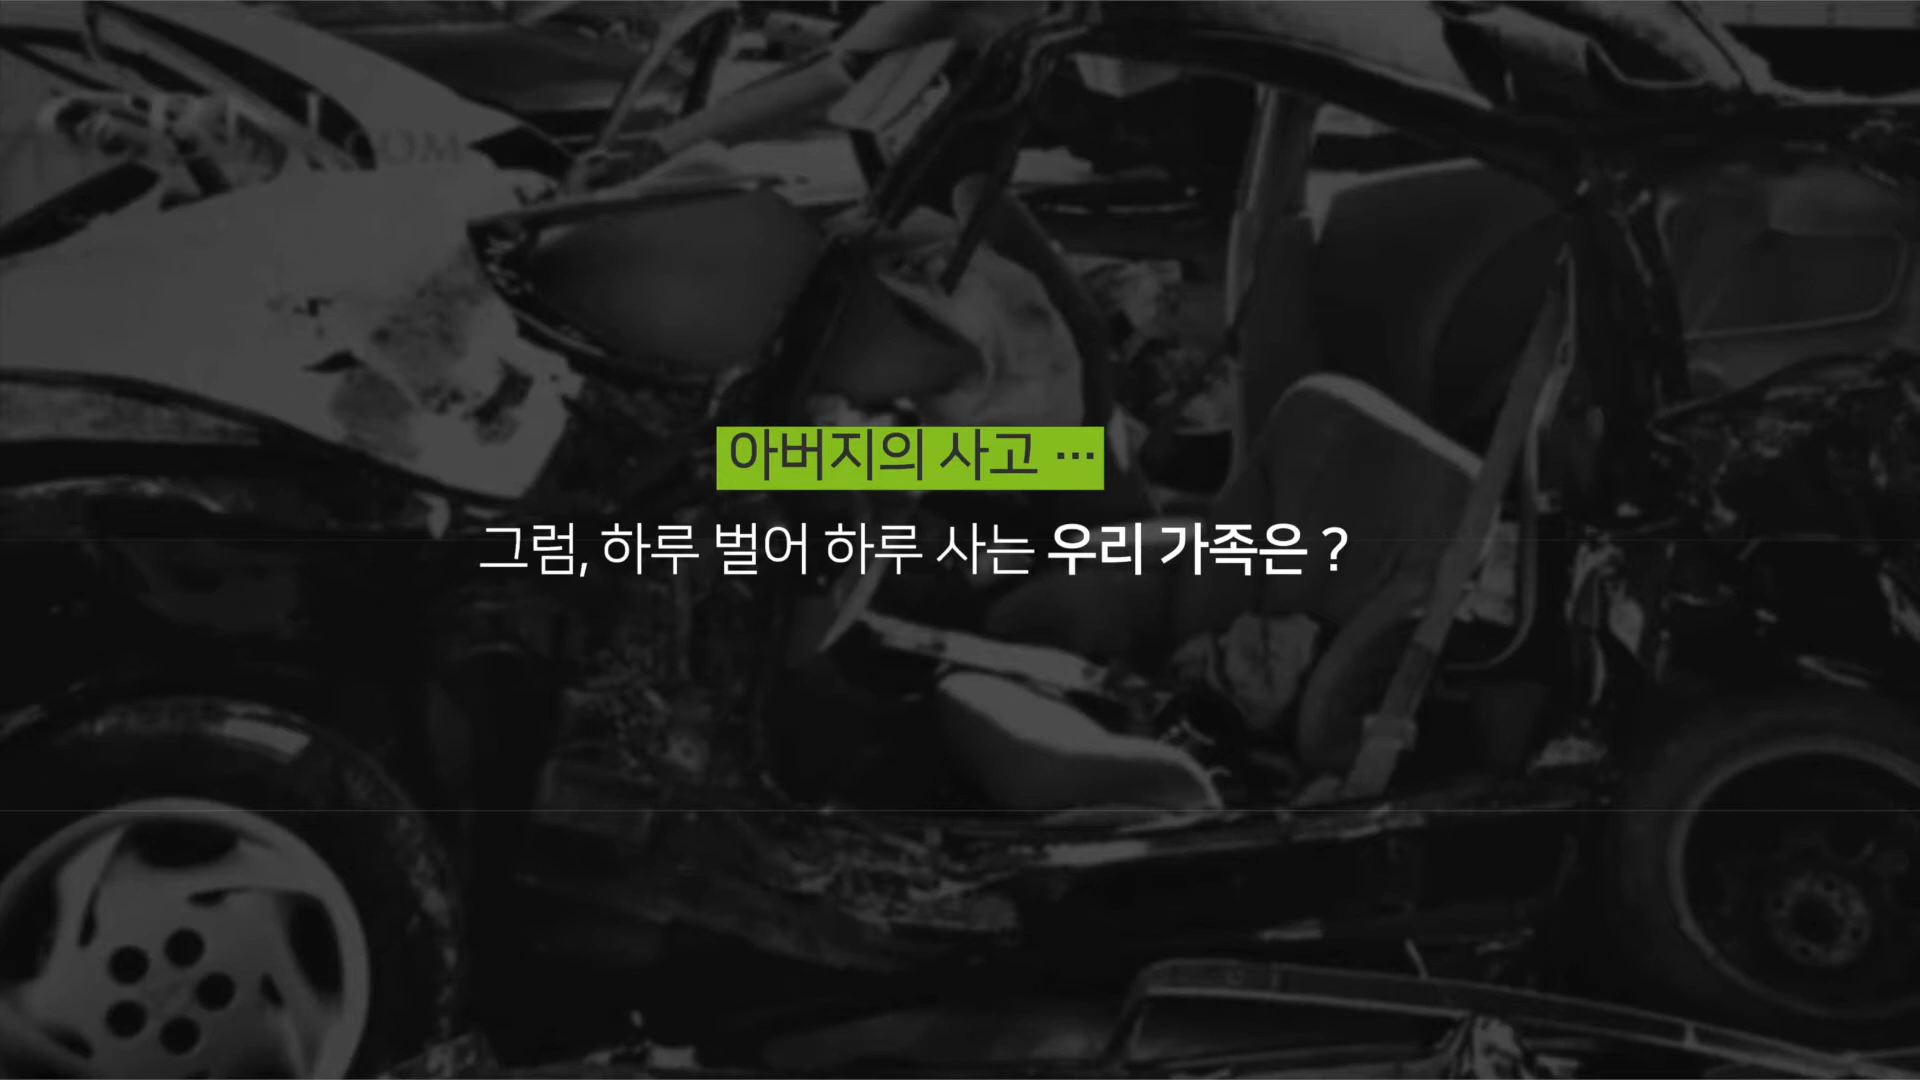 아버지의 사고 …
그럼, 하루 벌어 하루 사는 우리 가족은 ?